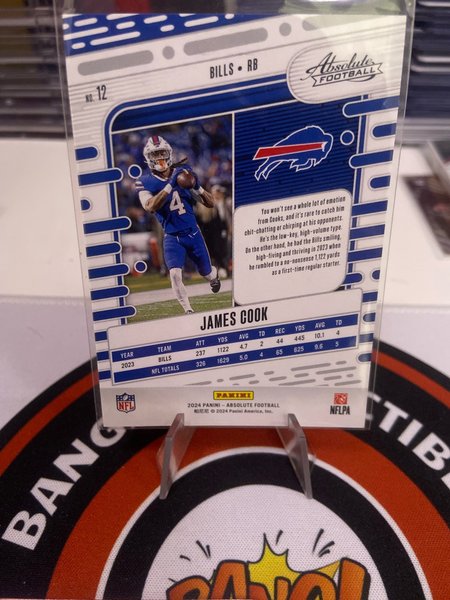 Absolute
FOOTBALL
BILLS • RB
NO. 12
4
You won't see a whole lot of emotion
from Cooks, and it's rare to catch him
chit-chatting or chirping at his opponents.
He's the low-key, high-volume type.
On the other hand, he had the Bills smiling,
high-fiving and thriving in 2023 when
he rumbled to a no-nonsense 1,122 yards
as a first-time regular starter.
JAMES COOK
YEAR TEAM ATT YDS AVG TD REC YDS AVG TD
2023 BILLS 237 1122 4.7 2 44 445 10.1 4
NFL TOTALS 326 1629 5.0 4 65 625 9.6 5
NFL
PANINI
NFLPA
2024 PANINI - ABSOLUTE FOOTBALL
© 2024 Panini America, Inc.
BANG
CTIBL
BANG!